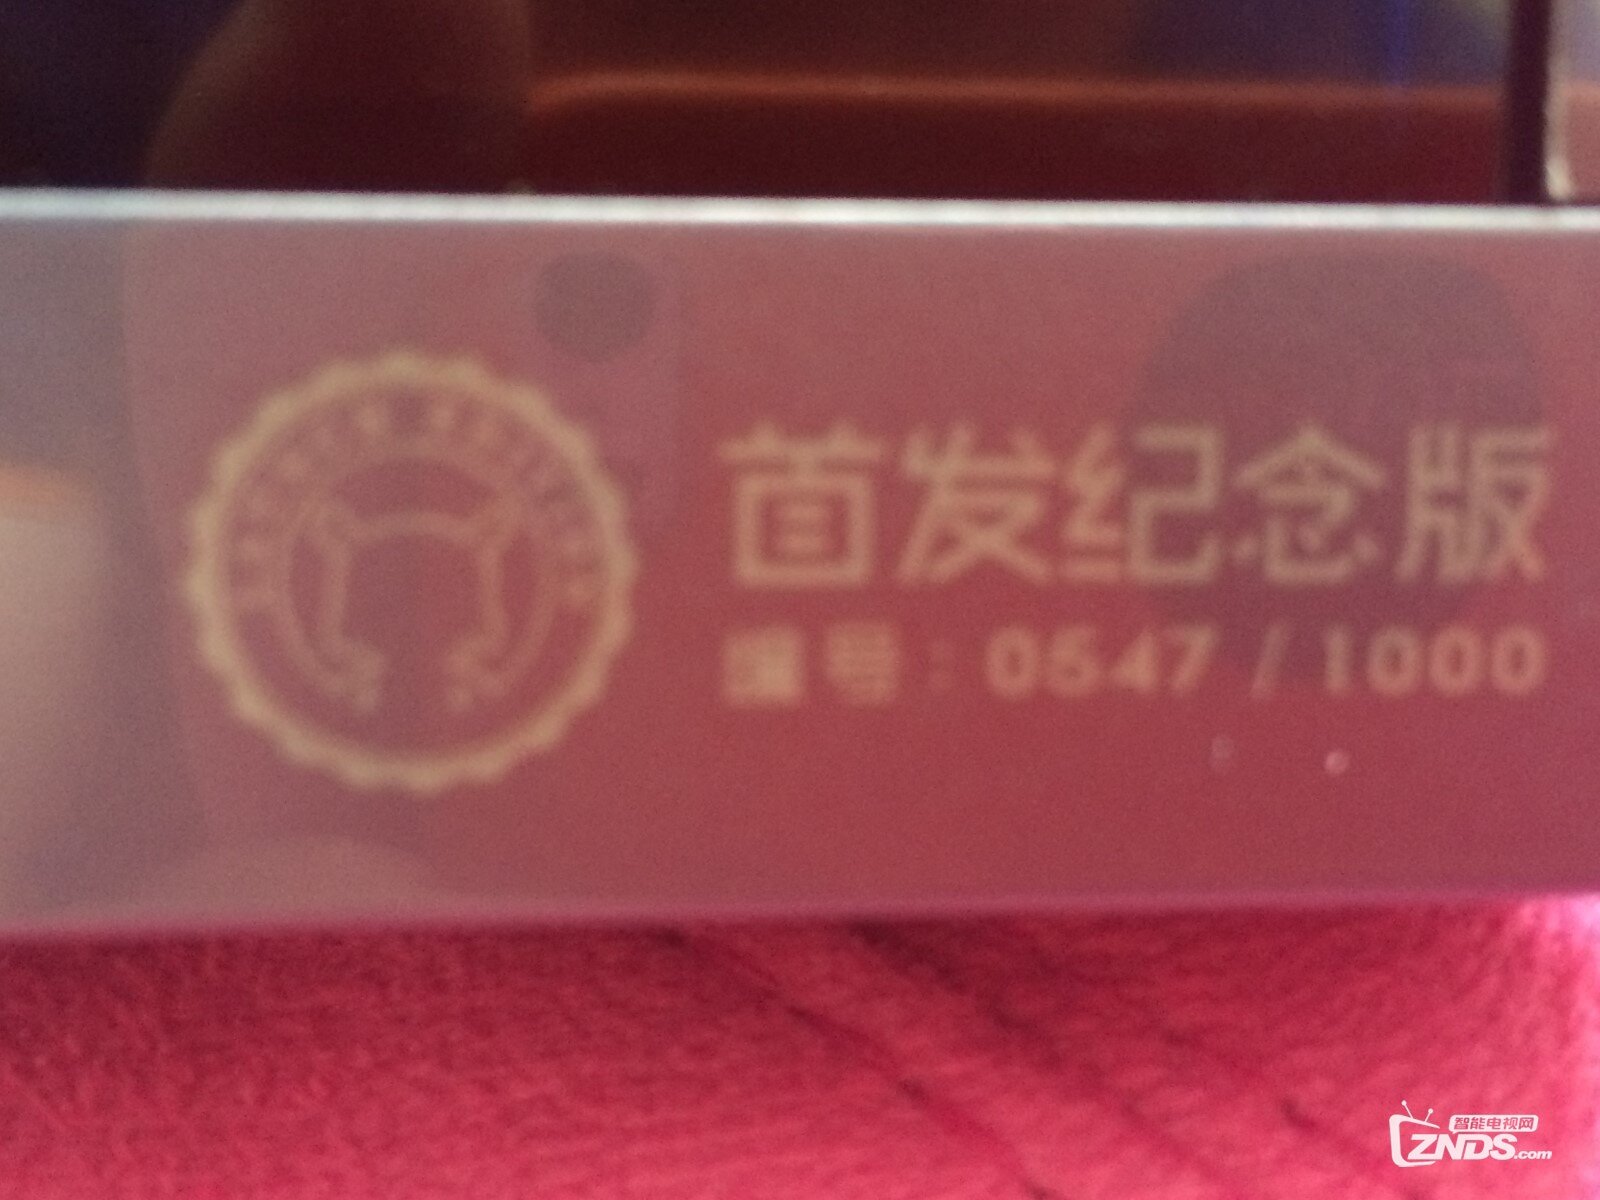 首发纪念版
编号：0547 / 1000
智能电视网
ZNDS.com